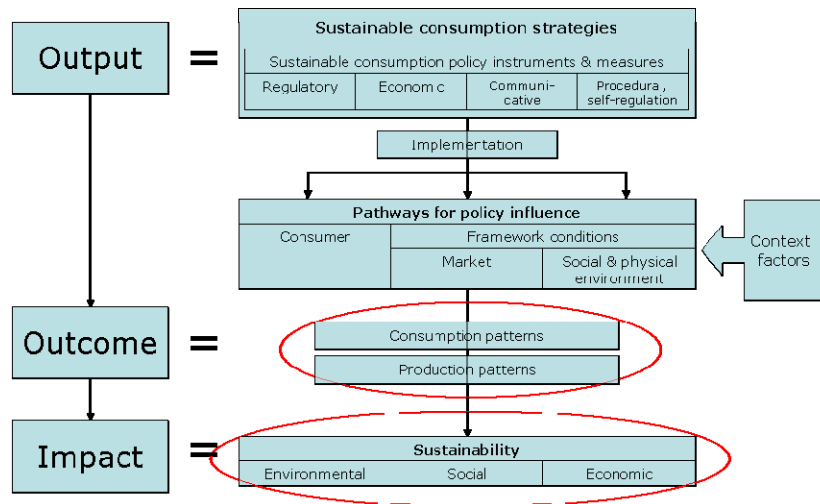 Output
=
Sustainable consumption strategies
Sustainable consumption policy instruments & measures
Regulatory
Economic
Communi-
cative
Procedura,
self-regulation
Implementation
Pathways for policy influence
Consumer
Framework conditions
Market
Social & physical
environment
Context
factors
Outcome
=
Consumption patterns
Production patterns
Impact
=
Sustainability
Environmental
Social
Economic